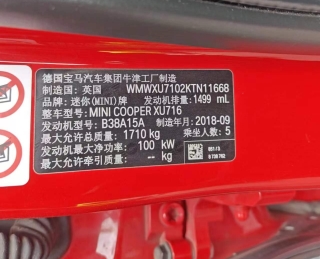 德国宝马汽车集团牛津工厂制造
制造国：英国 WMWXU7102KTN11668
品牌：迷你(MINI)牌 发动机排量：1499 mL
整车型号：MINI COOPER XU716
发动机型号：B38A15A 制造年月：2018-09
最大允许总质量：1710 kg 乘坐人数：5
发动机最大净功率：100 kW
最大允许牵引质量：-- kg